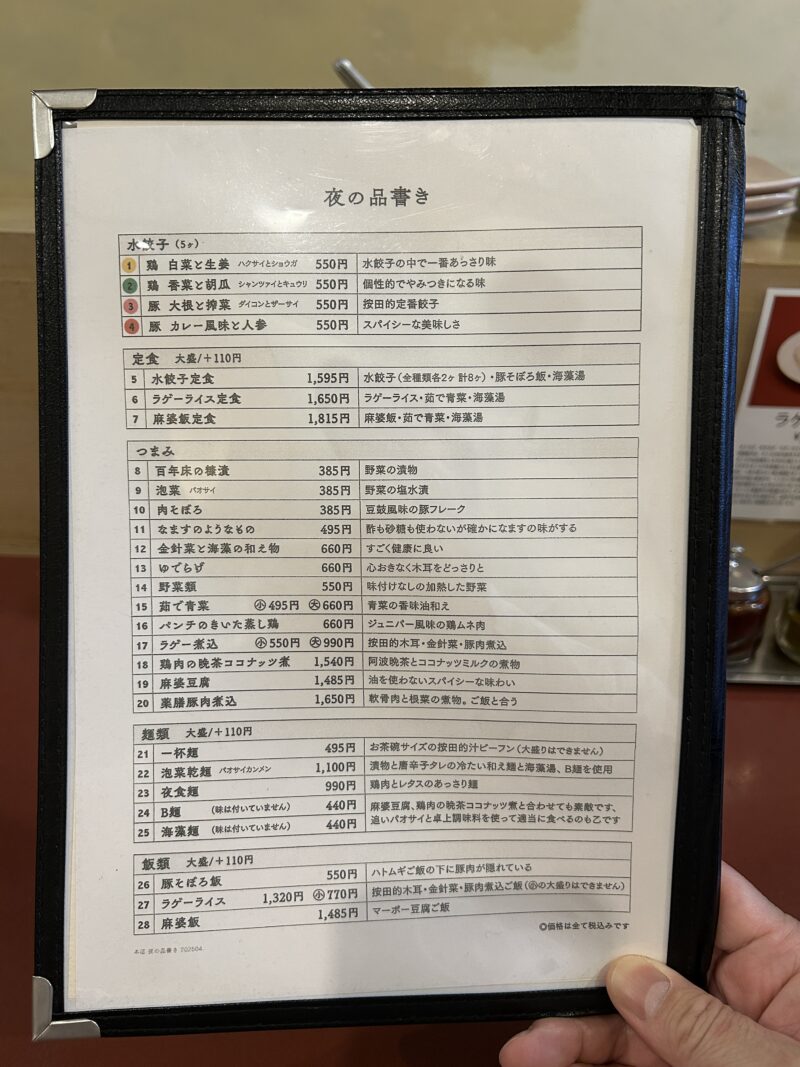 夜の品書き
水餃子（5ヶ）
1 鶏 白菜と生姜 ハクサイとショウガ 550円 水餃子の中で一番あっさり味
2 鶏 香菜と胡瓜 シャンツァイとキュウリ 550円 個性的でやみつきになる味
3 豚 大根と搾菜 ダイコンとザーサイ 550円 按田的定番餃子
4 豚 カレー風味と人参 550円 スパイシーな美味しさ
定食 大盛/＋110円
5 水餃子定食 1,595円 水餃子（全種類各2ヶ 計8ヶ）・豚そぼろ飯・海藻湯
6 ラゲーライス定食 1,650円 ラゲーライス・茹で青菜・海藻湯
7 麻婆飯定食 1,815円 麻婆飯・茹で青菜・海藻湯
つまみ
8 百年床の糠漬 385円 野菜の漬物
9 泡菜 パオサイ 385円 野菜の塩水漬
10 肉そぼろ 385円 豆鼓風味の豚フレーク
11 なますのようなもの 495円 酢も砂糖も使わないが確かになますの味がする
12 金針菜と海藻の和え物 660円 すごく健康に良い
13 ゆでらげ 660円 心おきなく木耳をどっさりと
14 野菜類 550円 味付けなしの加熱した野菜
15 茹で青菜 ㊙495円 ㊛660円 青菜の香味油和え
16 パンチのきいた蒸し鶏 660円 ジュニパー風味の鶏ムネ肉
17 ラゲー煮込 小550円 大990円 按田的木耳・金針菜・豚肉煮込
18 鶏肉の晩茶ココナッツ煮 1,540円 阿波晩茶とココナッツミルクの煮物
19 麻婆豆腐 1,485円 油を使わないスパイシーな味わい
20 薬膳豚肉煮込 1,650円 軟骨肉と根菜の煮物。ご飯と合う
麺類 大盛/＋110円
21 一杯麺 495円 お茶碗サイズの按田的汁ビーフン（大盛りはできません）
22 泡菜乾麺 パオサイカンメン 1,100円 漬物と唐辛子タレの冷たい和え麺と海藻湯、B麺を使用
23 夜食麺 990円 鶏肉とレタスのあっさり麺
24 B麺 （味は付いていません） 440円 麻婆豆腐、鶏肉の晩茶ココナッツ煮と合わせても素敵です、
25 海藻麺 （味は付いていません） 440円 追いパオサイと卓上調味料を使って適当に食べるのも乙です
飯類 大盛/＋110円
26 豚そぼろ飯 550円 ハトムギご飯の下に豚肉が隠れている
27 ラゲーライス 1,320円 小770円 按田的木耳・金針菜・豚肉煮込ご飯（小の大盛りはできません）
28 麻婆飯 1,485円 マーボー豆腐ご飯
◎価格は全て税込みです
本店 夜の品書き 202504